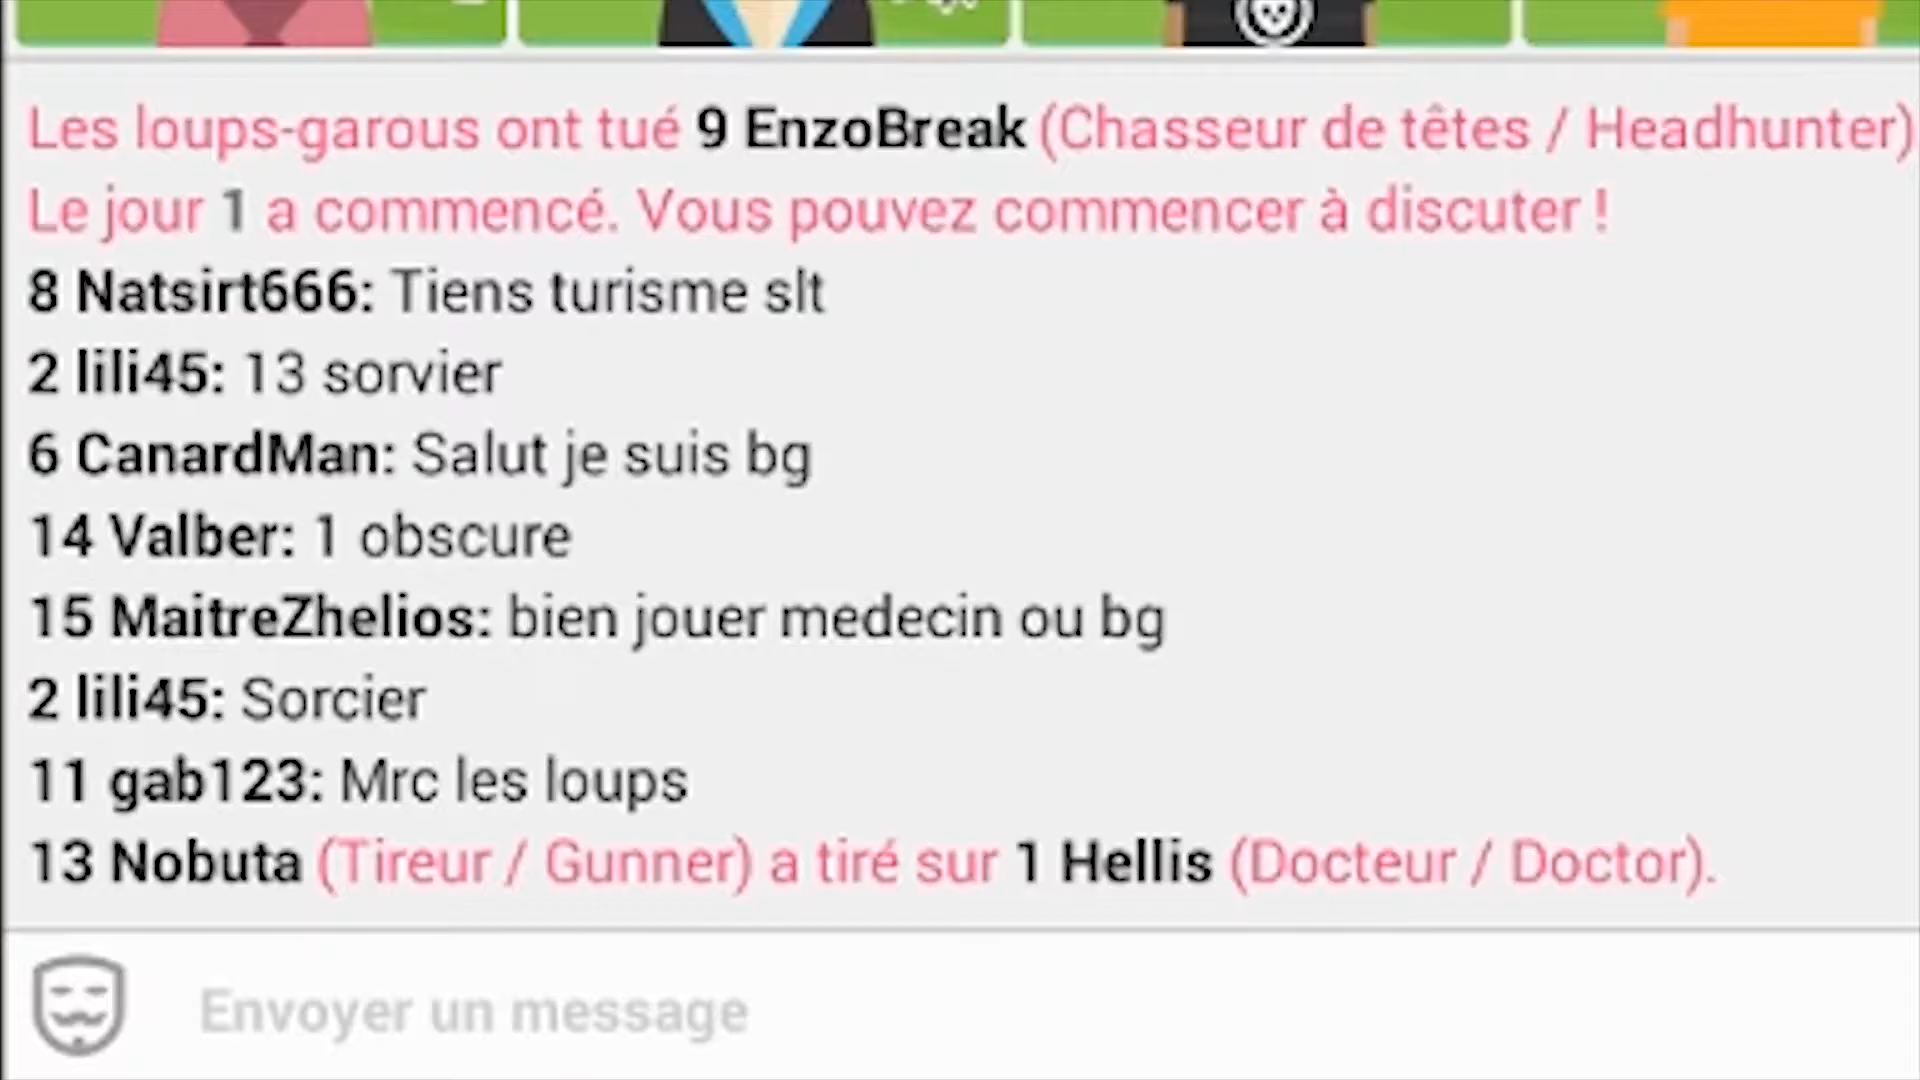 Les loups-garous ont tué 9 EnzoBreak (Chasseur de têtes / Headhunter)
Le jour 1 a commencé. Vous pouvez commencer à discuter !
8 Natsirt666: Tiens turisme slt
2 lili45: 13 sorvier
6 CanardMan: Salut je suis bg
14 Valber: 1 obscure
15 MaitreZhelios: bien jouer medecin ou bg
2 lili45: Sorcier
11 gab123: Mrc les loups
13 Nobuta (Tireur / Gunner) a tiré sur 1 Hellis (Docteur / Doctor).
Envoyer un message